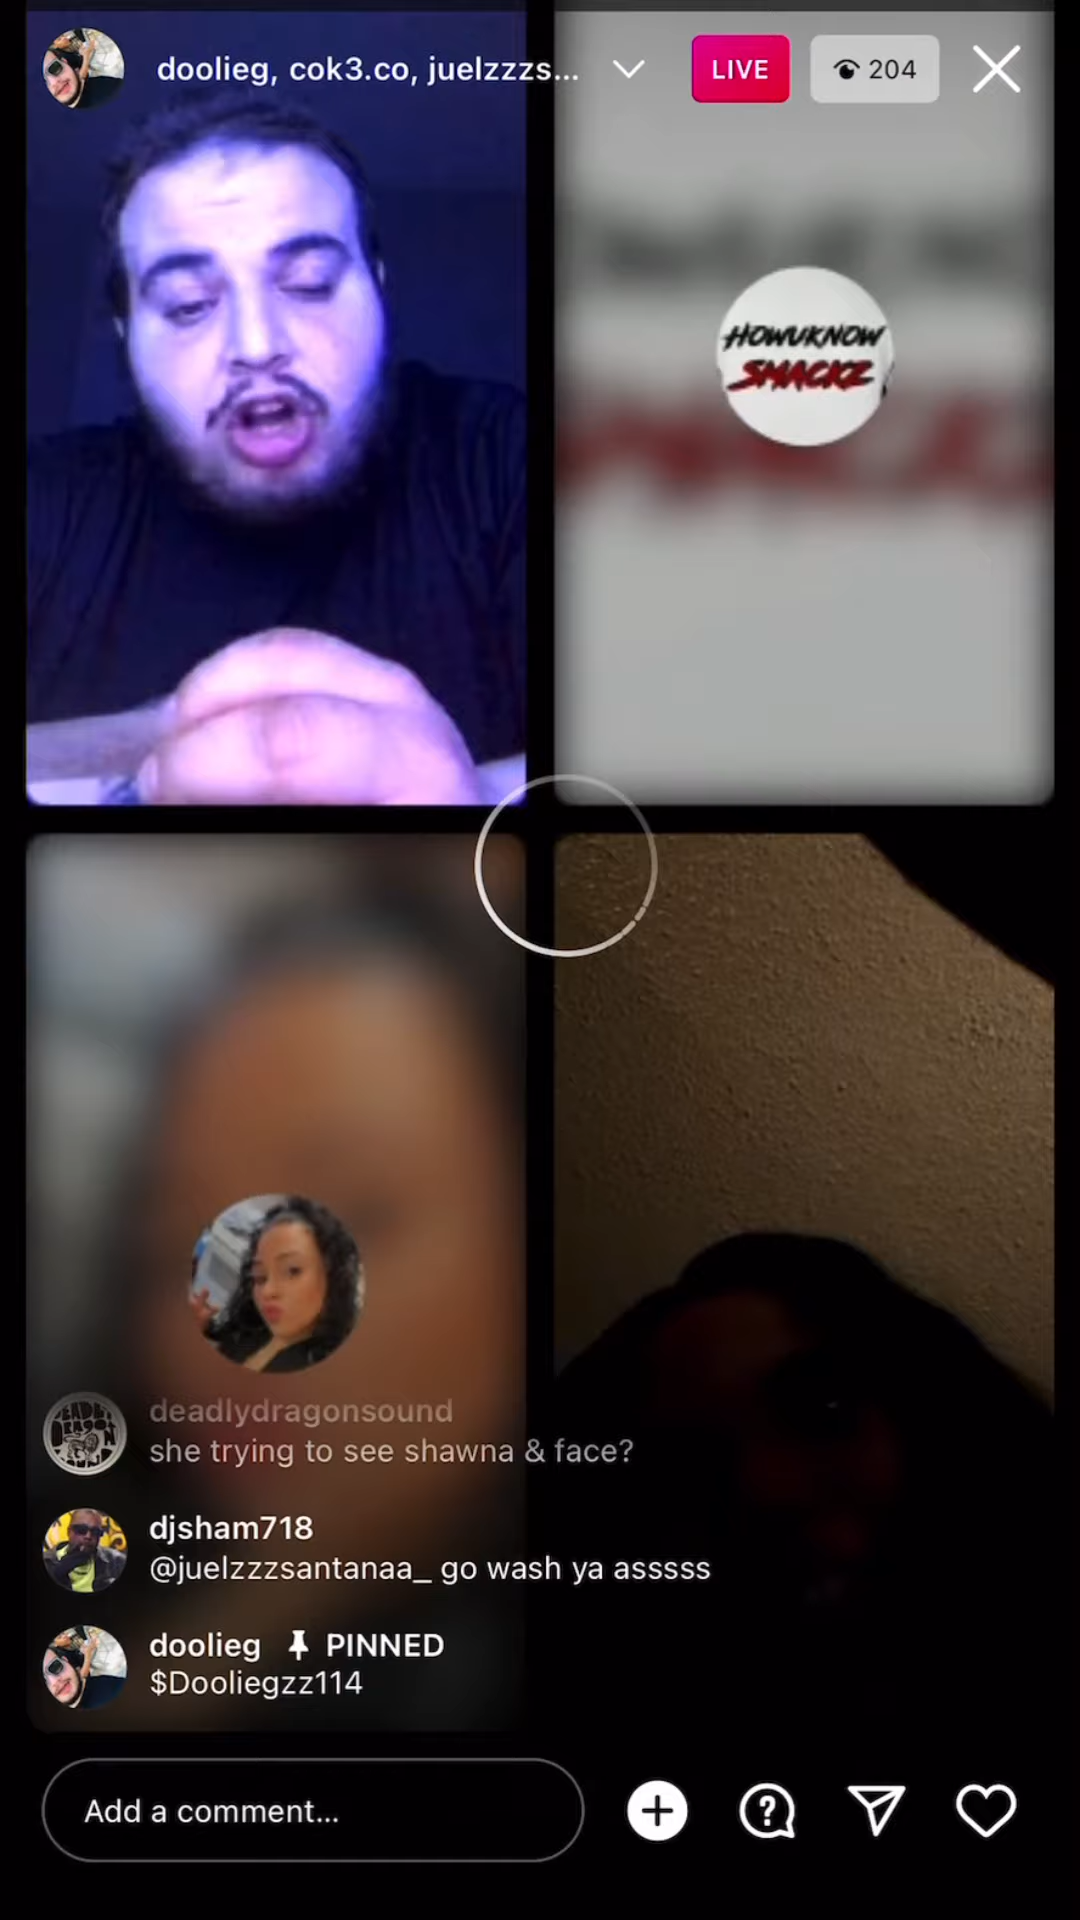 doolieg, cok3.co, juelzzzs...
LIVE
204
HOWUKNOW
SMACKZ
deadlydragonsound
she trying to see shawna & face?
djsham718
@juelzzzsantanaa_ go wash ya asssss
doolieg PINNED
$Dooliegzz114
Add a comment...